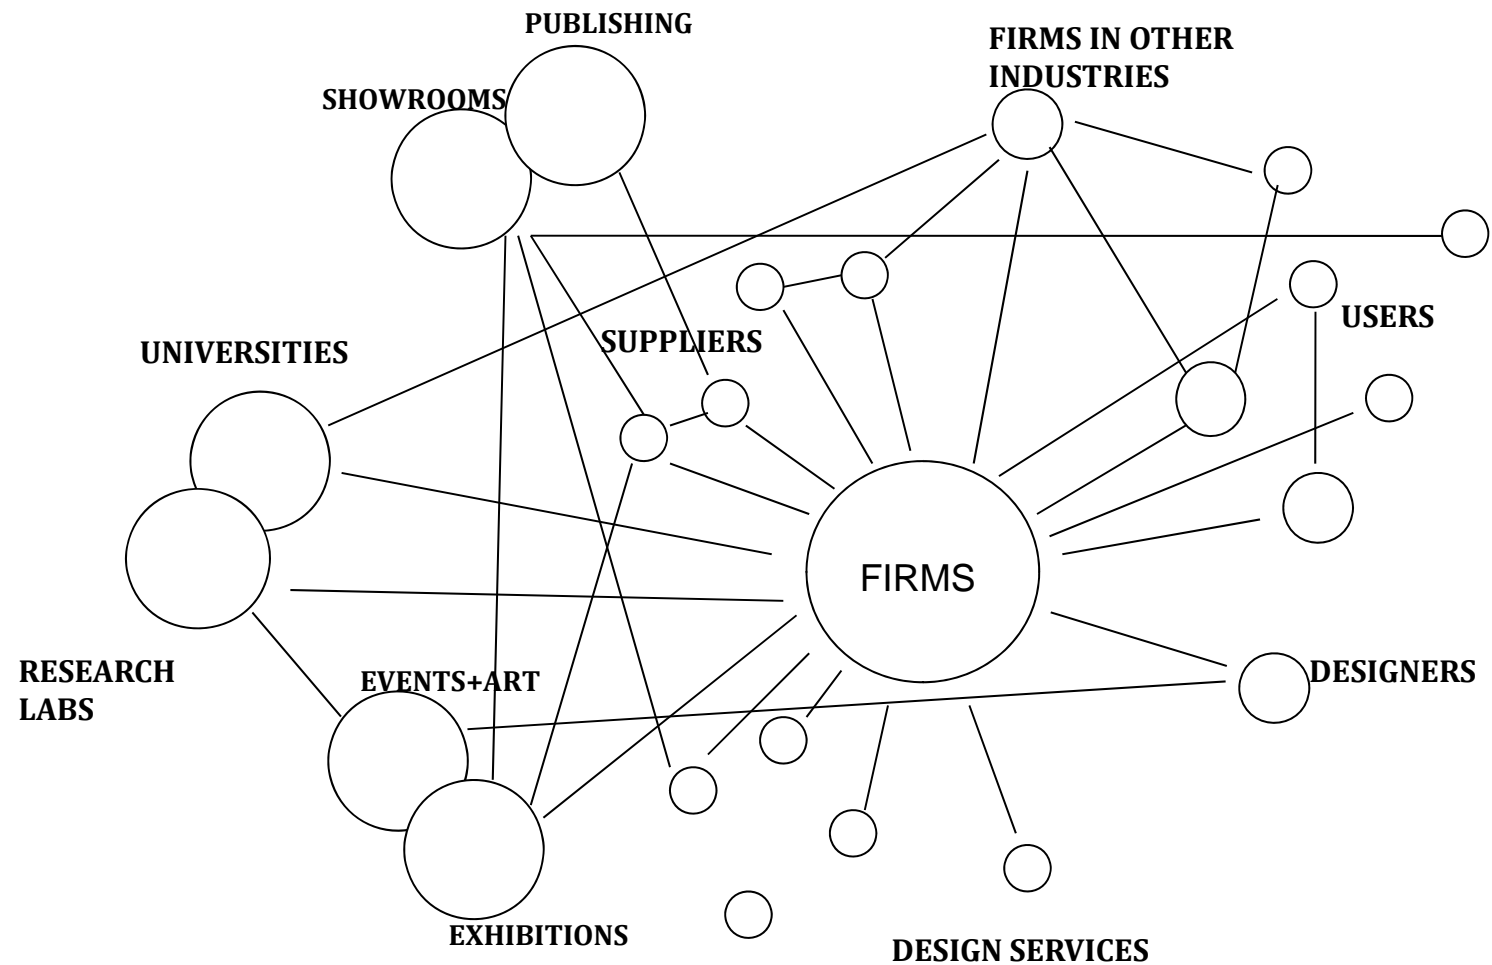 PUBLISHING
FIRMS IN OTHER
INDUSTRIES
SHOWROOMS
USERS
SUPPLIERS
UNIVERSITIES
FIRMS
RESEARCH
LABS
EVENTS+ART
DESIGNERS
EXHIBITIONS
DESIGN SERVICES